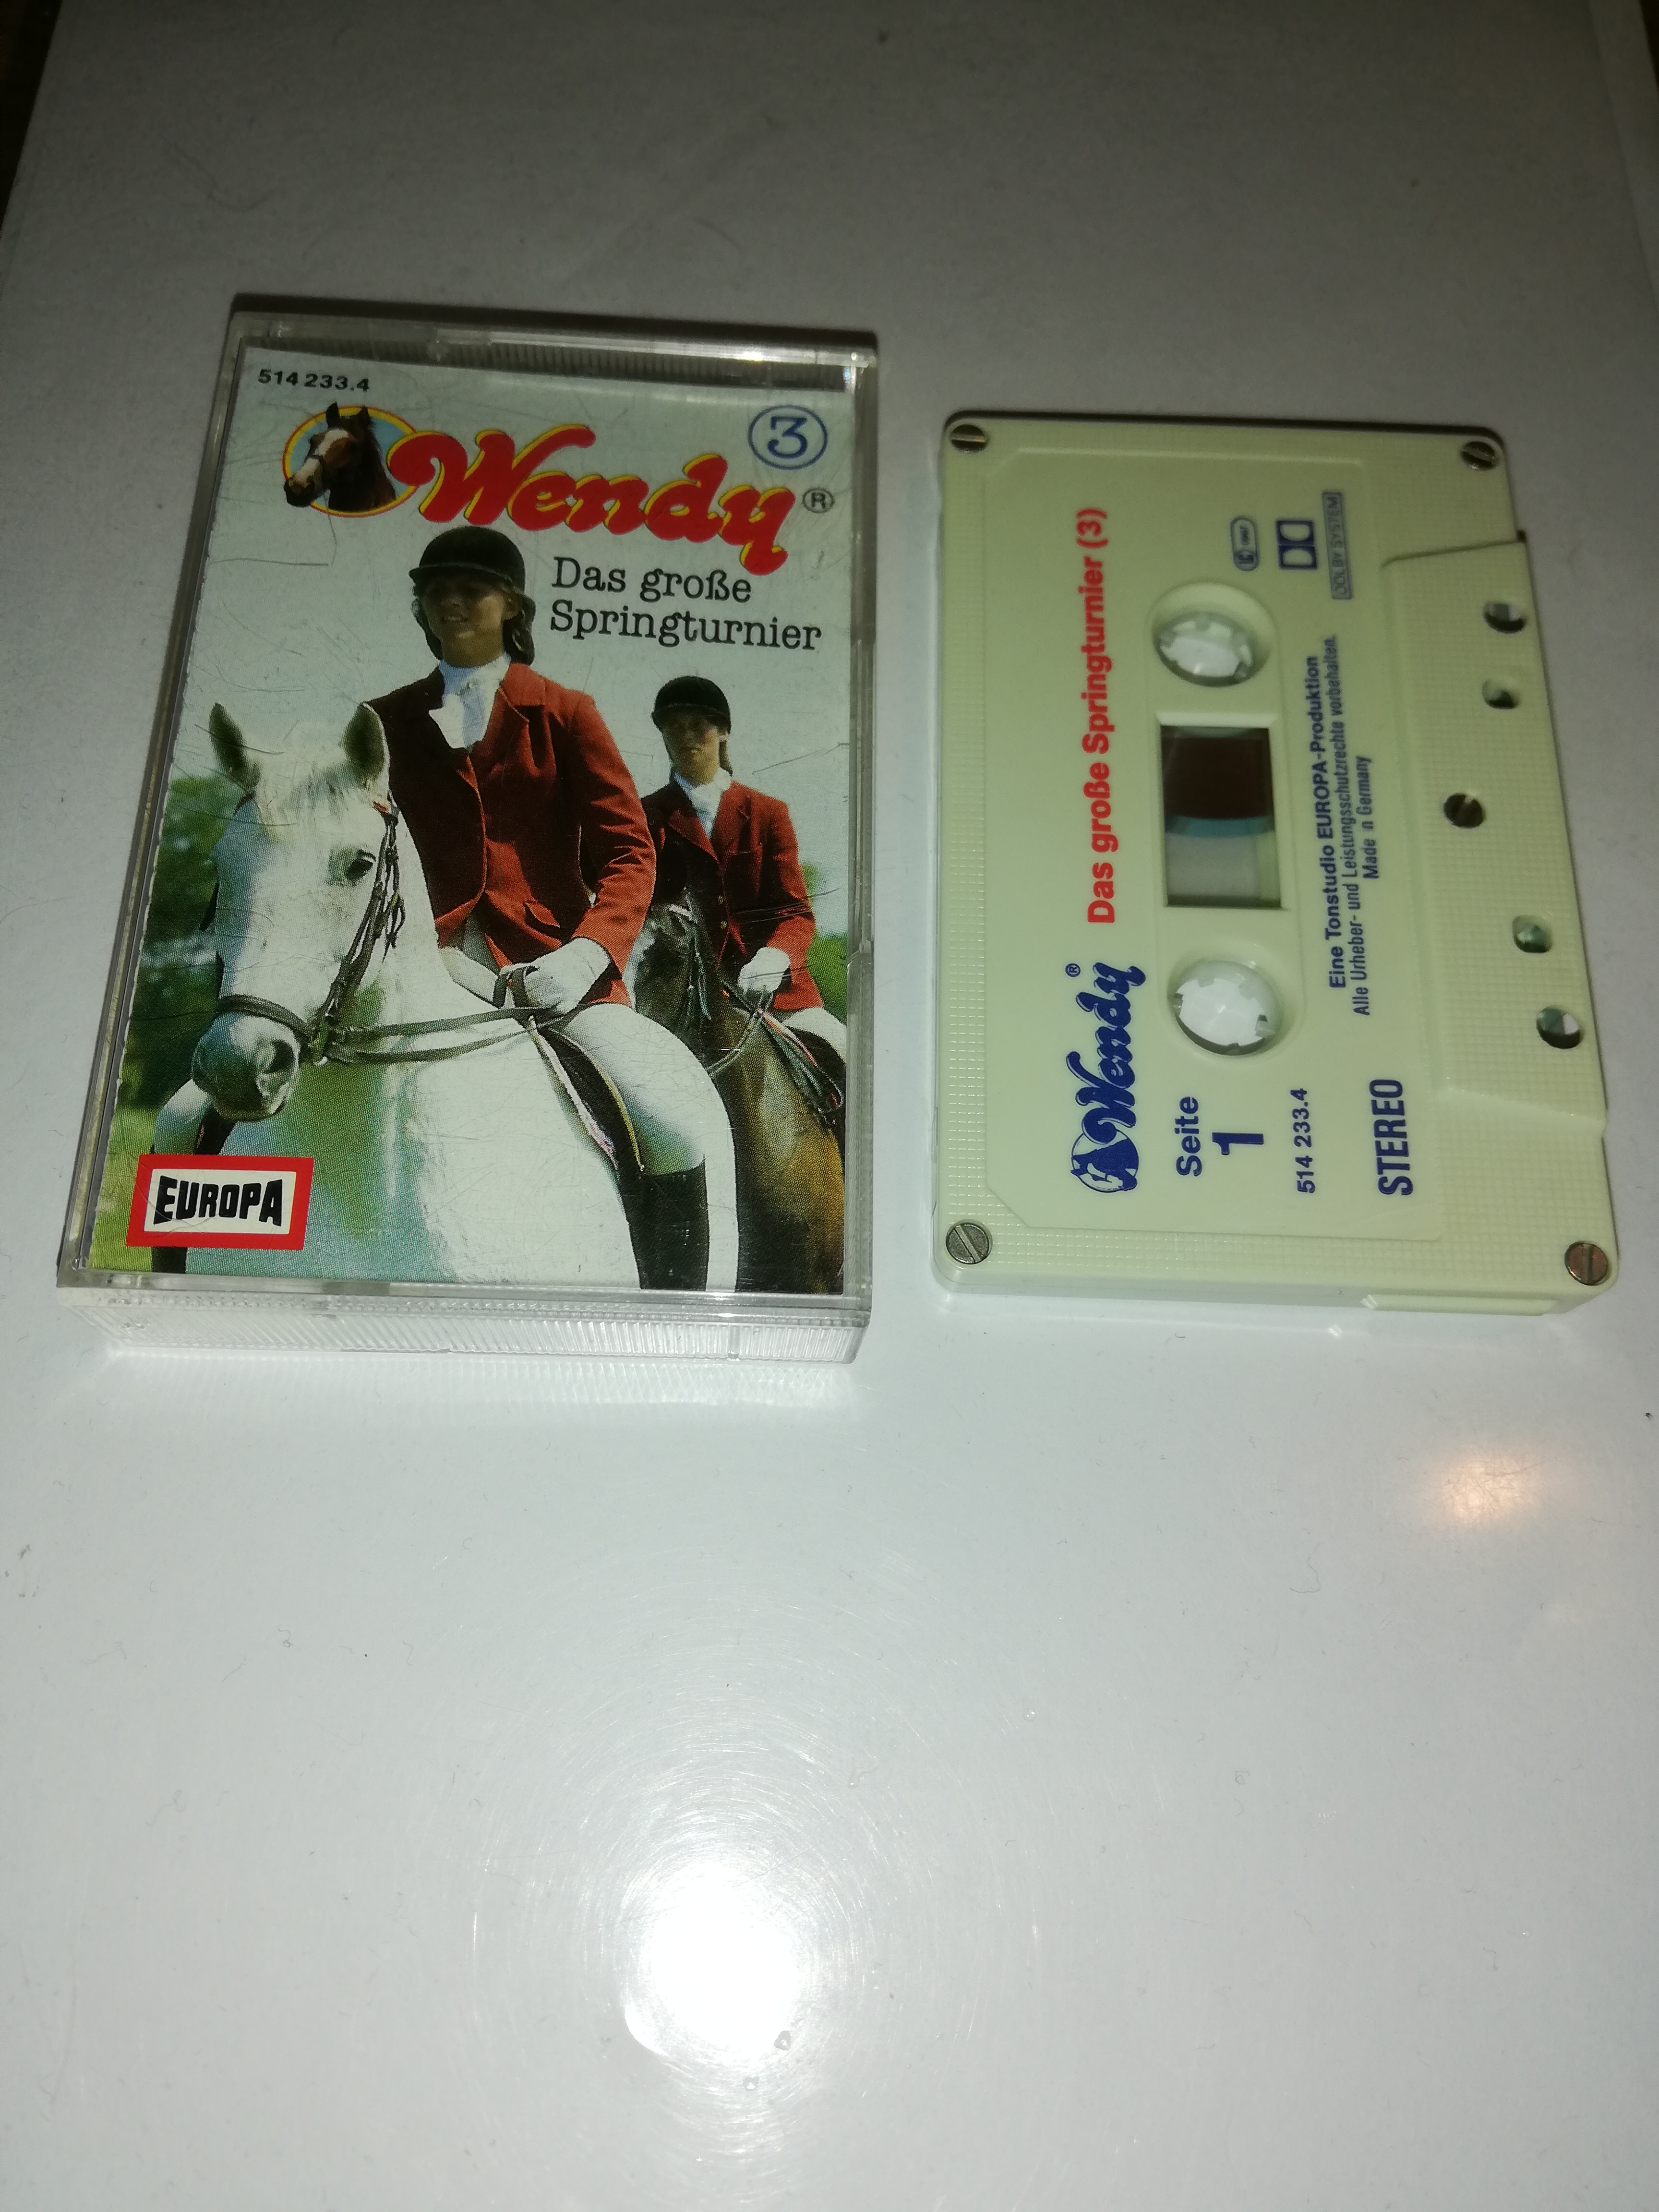 514 233.4
3
Wendy®
Das große
Springturnier
EUROPA
Wendy® Das große Springturnier (3)
Seite
1
514 233.4
STEREO
DOLBY SYSTEM
Eine Tonstudio EUROPA-Produktion
Alle Urheber- und Leistungsschutzrechte vorbehalten.
Made in Germany